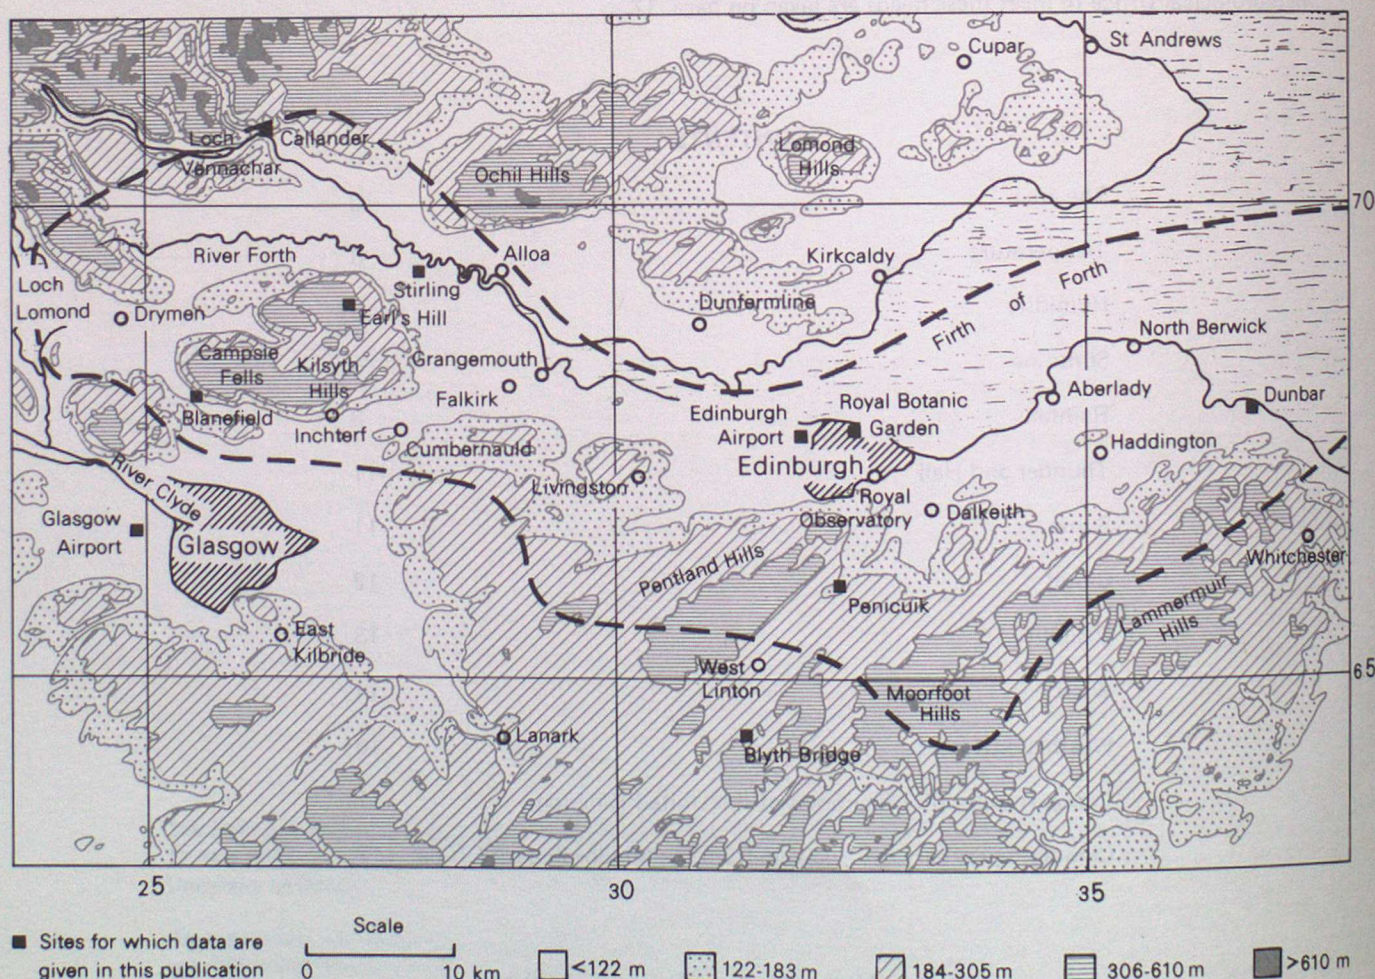 Cupar
St Andrews
Loch
Vennachar
Callander
Ochil Hills
Lomond
Hills
70
River Forth
Alloa
Kirkcaldy
Loch
Lomond
Stirling
Dunfermline
Firth of Forth
Drymen
Earl's Hill
North Berwick
Campsie
Fells
Kilsyth
Hills
Grangemouth
Aberlady
Dunbar
Falkirk
Blanefield
Edinburgh
Airport
Royal Botanic
Garden
Inchterf
Haddington
Cumbernauld
Edinburgh
River Clyde
Livingston
Royal
Observatory
Dalkeith
Glasgow
Airport
Glasgow
Whitchester
Pentland Hills
Penicuik
Lammermuir
Hills
East
Kilbride
West
Linton
65
Moorfoot
Hills
Lanark
Blyth Bridge
25
30
35
Sites for which data are
given in this publication
Scale
0 10 km
<122 m
122-183 m
184-305 m
306-610 m
>610 m